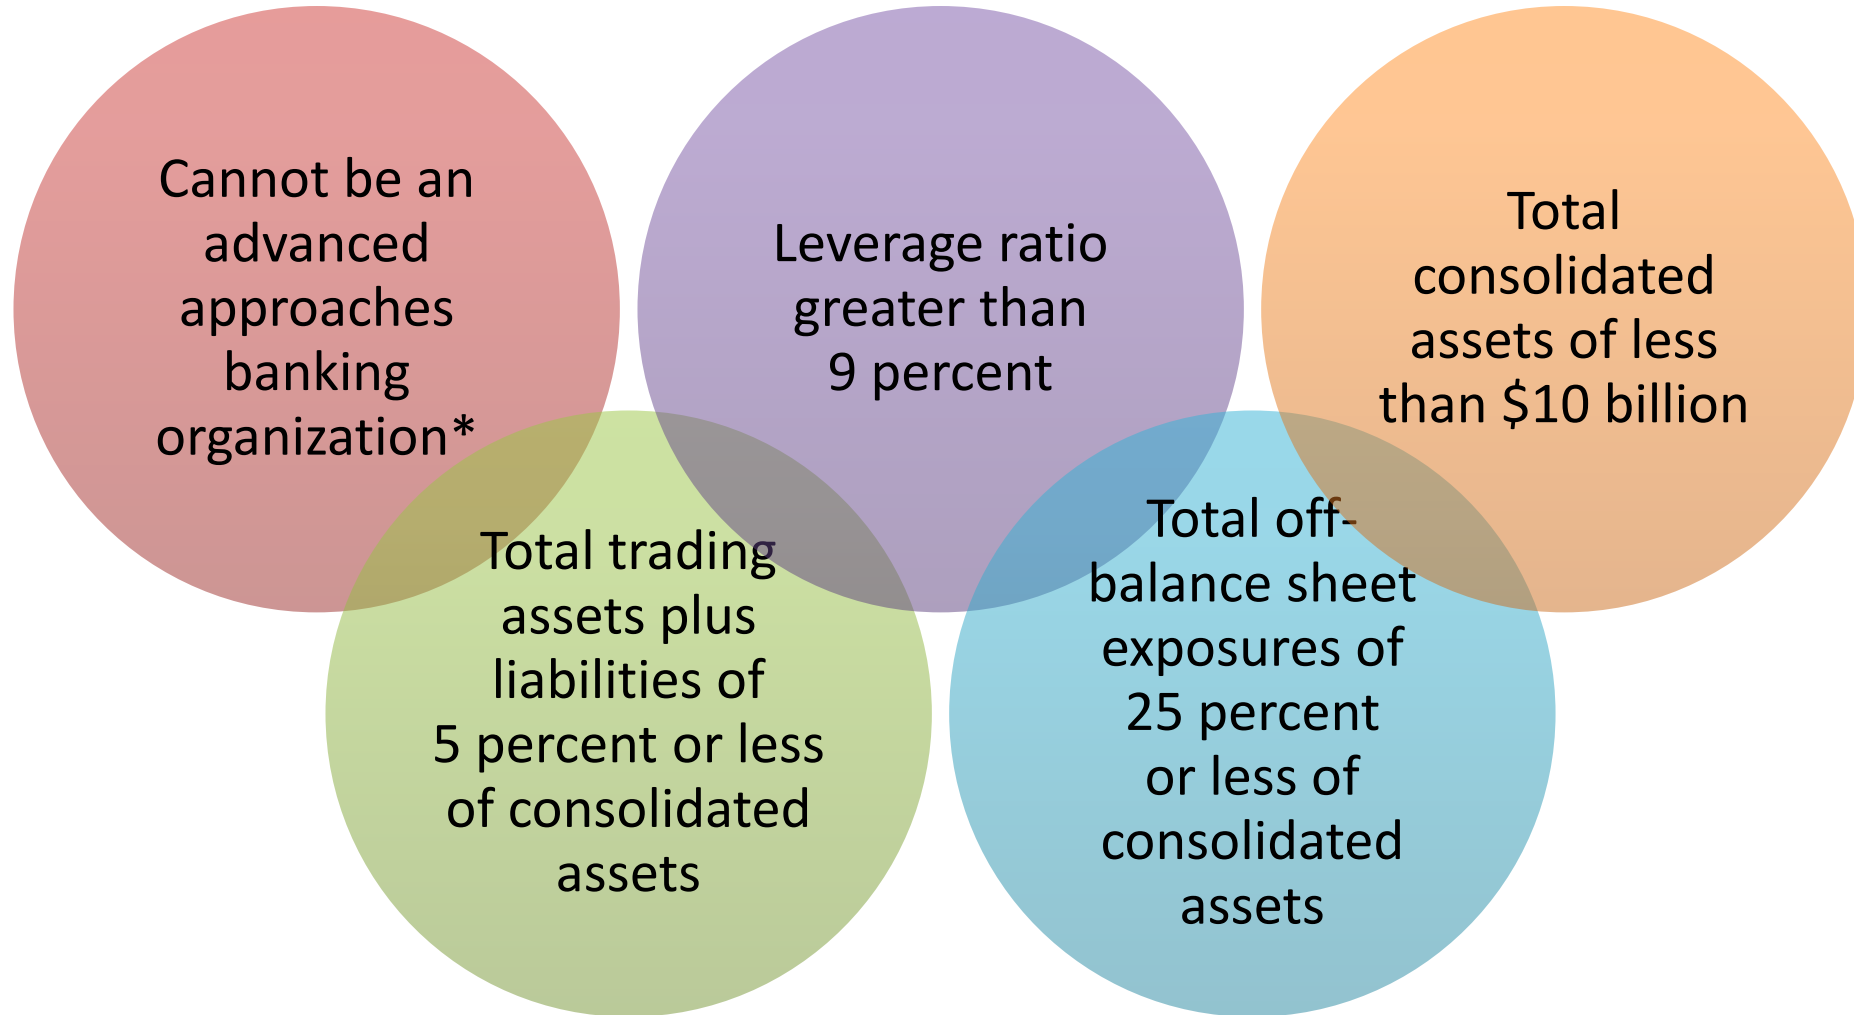 Cannot be an
advanced
approaches
banking
organization*
Leverage ratio
greater than
9 percent
Total
consolidated
assets of less
than $10 billion
Total trading
assets plus
liabilities of
5 percent or less
of consolidated
assets
Total off-
balance sheet
exposures of
25 percent
or less of
consolidated
assets